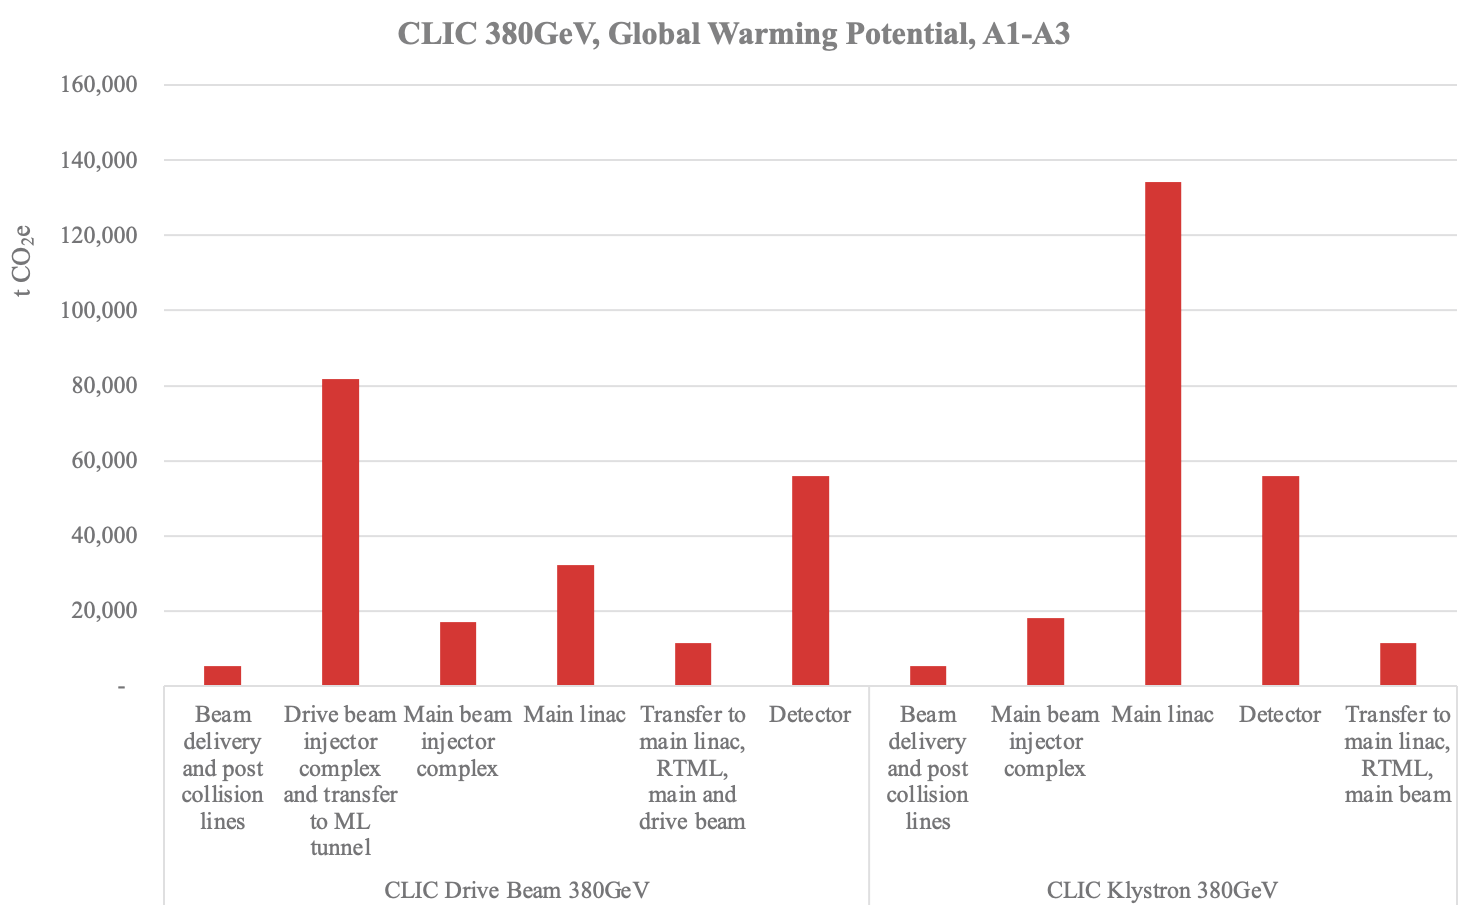 CLIC 380GeV, Global Warming Potential, A1-A3
t CO₂e
160,000
140,000
120,000
100,000
80,000
60,000
40,000
20,000
-
Beam
delivery
and post
collision
lines
Drive beam
injector
complex
and transfer
to ML
tunnel
Main beam
injector
complex
Main linac
Transfer to
main linac,
RTML,
main and
drive beam
Detector
Beam
delivery
and post
collision
lines
Main beam
injector
complex
Main linac
Detector
Transfer to
main linac,
RTML,
main beam
CLIC Drive Beam 380GeV
CLIC Klystron 380GeV